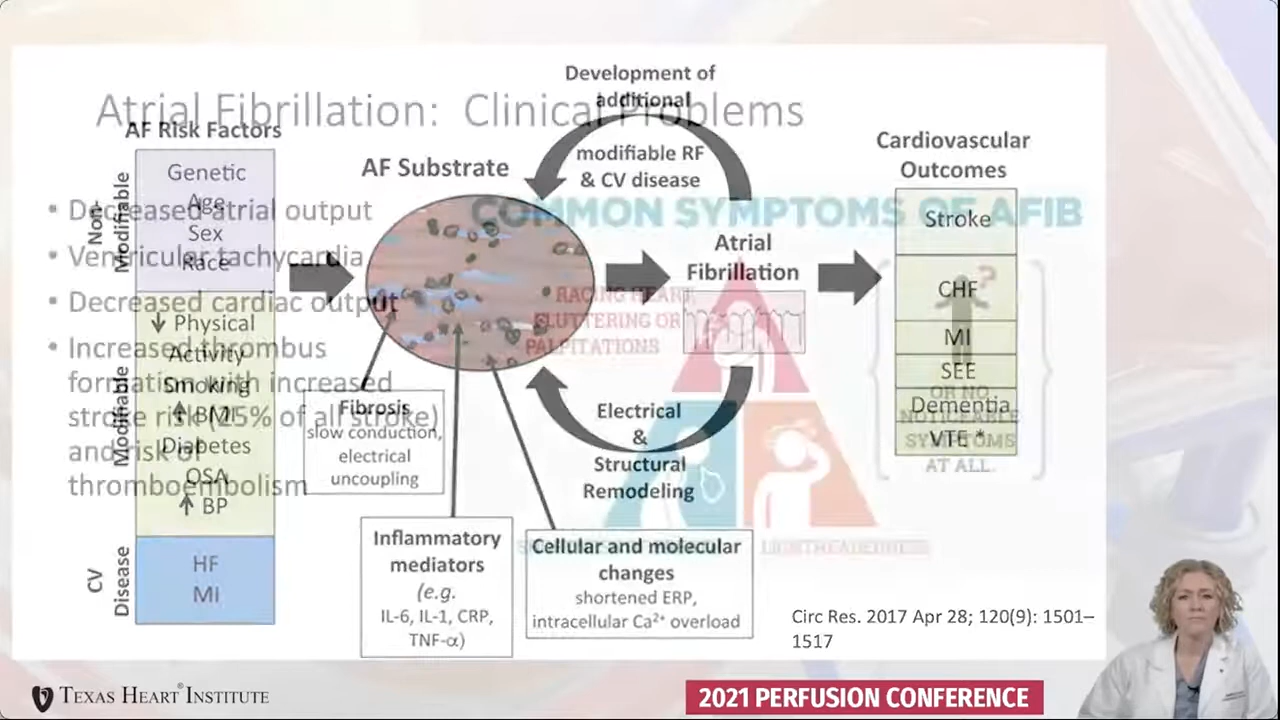 Atrial Fibrillation: Clinical Problems
• Decreased atrial output
• Ventricular tachycardia
• Decreased cardiac output
• Increased thrombus
formation with increased
stroke risk (25% of all stroke)
and risk of
thromboembolism
COMMON SYMPTOMS OF AFIB
RACING HEART,
FLUTTERING OR
PALPITATIONS
?
OR NO
NOTICEABLE
SYMPTOMS
AT ALL.
LIGHTHEADEDNESS
AF Risk Factors
Non-
Modifiable
Genetic
Age
Sex
Race
Modifiable
↓ Physical
Activity
Smoking
↑ BMI
Diabetes
OSA
↑ BP
CV
Disease
HF
MI
AF Substrate
Fibrosis
slow conduction,
electrical
uncoupling
Inflammatory
mediators
(e.g.
IL-6, IL-1, CRP,
TNF-α)
Cellular and molecular
changes
shortened ERP,
intracellular Ca²⁺ overload
Development of
additional
modifiable RF
& CV disease
Atrial
Fibrillation
Electrical
&
Structural
Remodeling
Cardiovascular
Outcomes
Stroke
CHF
MI
SEE
Dementia
VTE *
Circ Res. 2017 Apr 28; 120(9): 1501–
1517
TEXAS HEART® INSTITUTE
2021 PERFUSION CONFERENCE